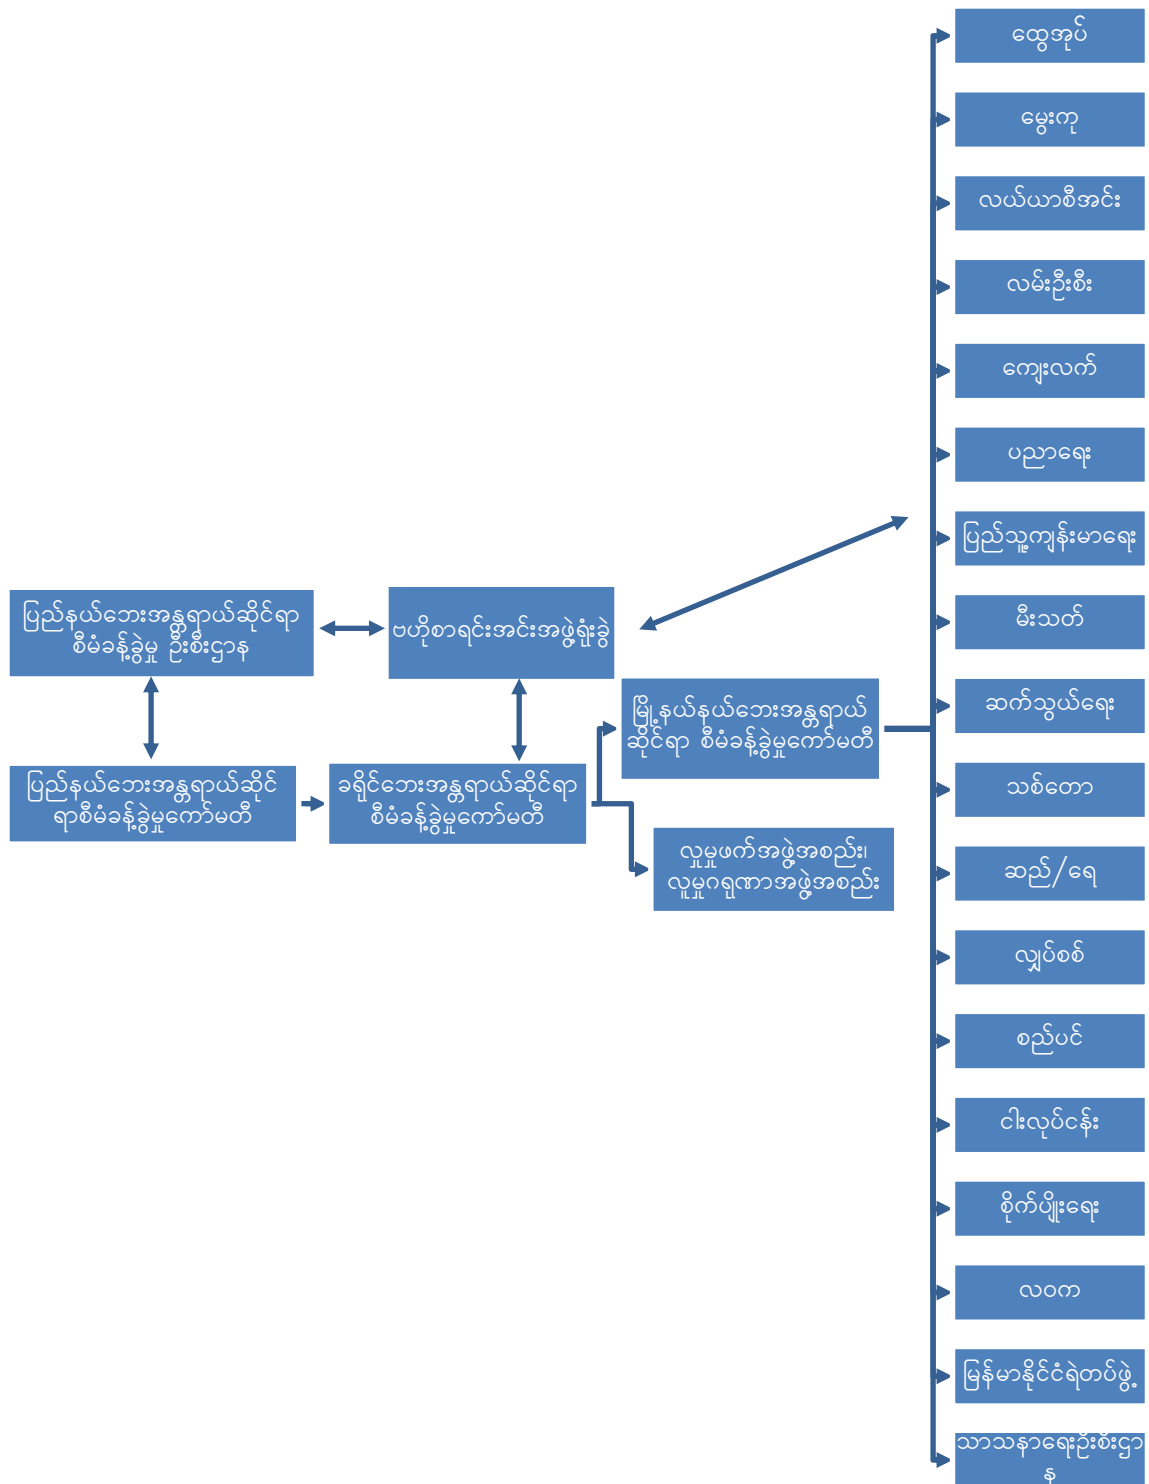 ထွေအုပ်
မွေးကု
လယ်ယာစီအင်း
လမ်းဦးစီး
ကျေးလက်
ပညာရေး
ပြည်သူ့ကျန်းမာရေး
မီးသတ်
ဆက်သွယ်ရေး
သစ်တော
ဆည်/ရေ
လျှပ်စစ်
စည်ပင်
ငါးလုပ်ငန်း
စိုက်ပျိုးရေး
လဝက
မြန်မာနိုင်ငံရဲတပ်ဖွဲ့
သာသနာရေးဦးစီးဌာ
န
ပြည်နယ်ဘေးအန္တရာယ်ဆိုင်ရာ
စီမံခန့်ခွဲမှု ဦးစီးဌာန
ဗဟိုစာရင်းအင်းအဖွဲ့ရုံးခွဲ
မြို့နယ်နယ်ဘေးအန္တရာယ်
ဆိုင်ရာ စီမံခန့်ခွဲမှုကော်မတီ
ပြည်နယ်ဘေးအန္တရာယ်ဆိုင်
ရာစီမံခန့်ခွဲမှုကော်မတီ
ခရိုင်ဘေးအန္တရာယ်ဆိုင်ရာ
စီမံခန့်ခွဲမှုကော်မတီ
လူမှုဖက်အဖွဲ့အစည်း၊
လူမှုဂရုဏာအဖွဲ့အစည်း